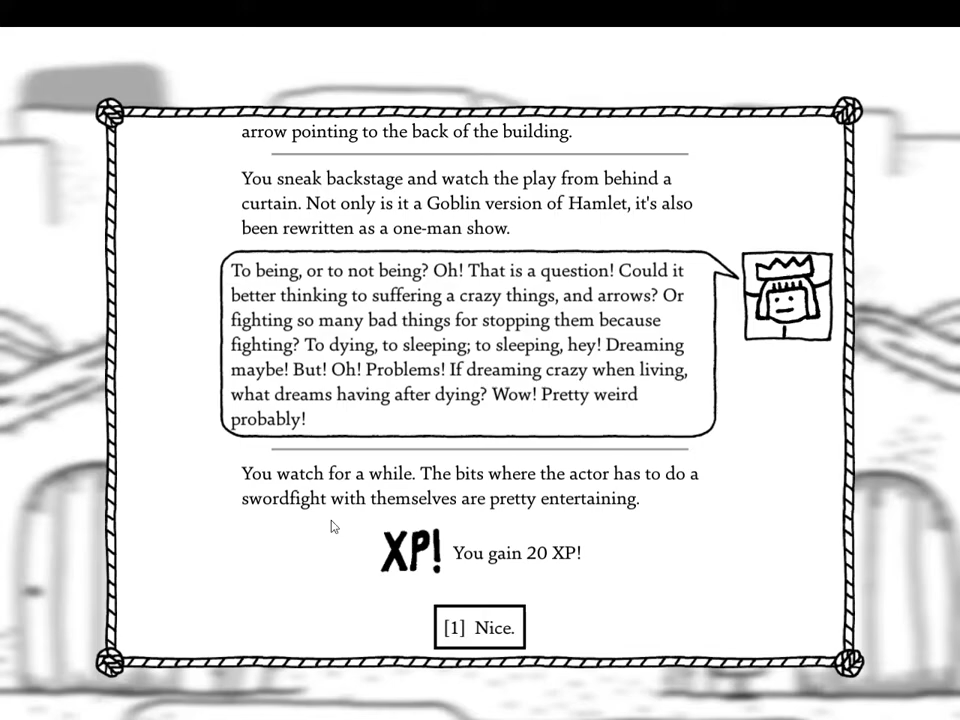 arrow pointing to the back of the building.
You sneak backstage and watch the play from behind a
curtain. Not only is it a Goblin version of Hamlet, it's also
been rewritten as a one-man show.
To being, or to not being? Oh! That is a question! Could it
better thinking to suffering a crazy things, and arrows? Or
fighting so many bad things for stopping them because
fighting? To dying, to sleeping; to sleeping, hey! Dreaming
maybe! But! Oh! Problems! If dreaming crazy when living,
what dreams having after dying? Wow! Pretty weird
probably!
You watch for a while. The bits where the actor has to do a
swordfight with themselves are pretty entertaining.
XP! You gain 20 XP!
[1] Nice.